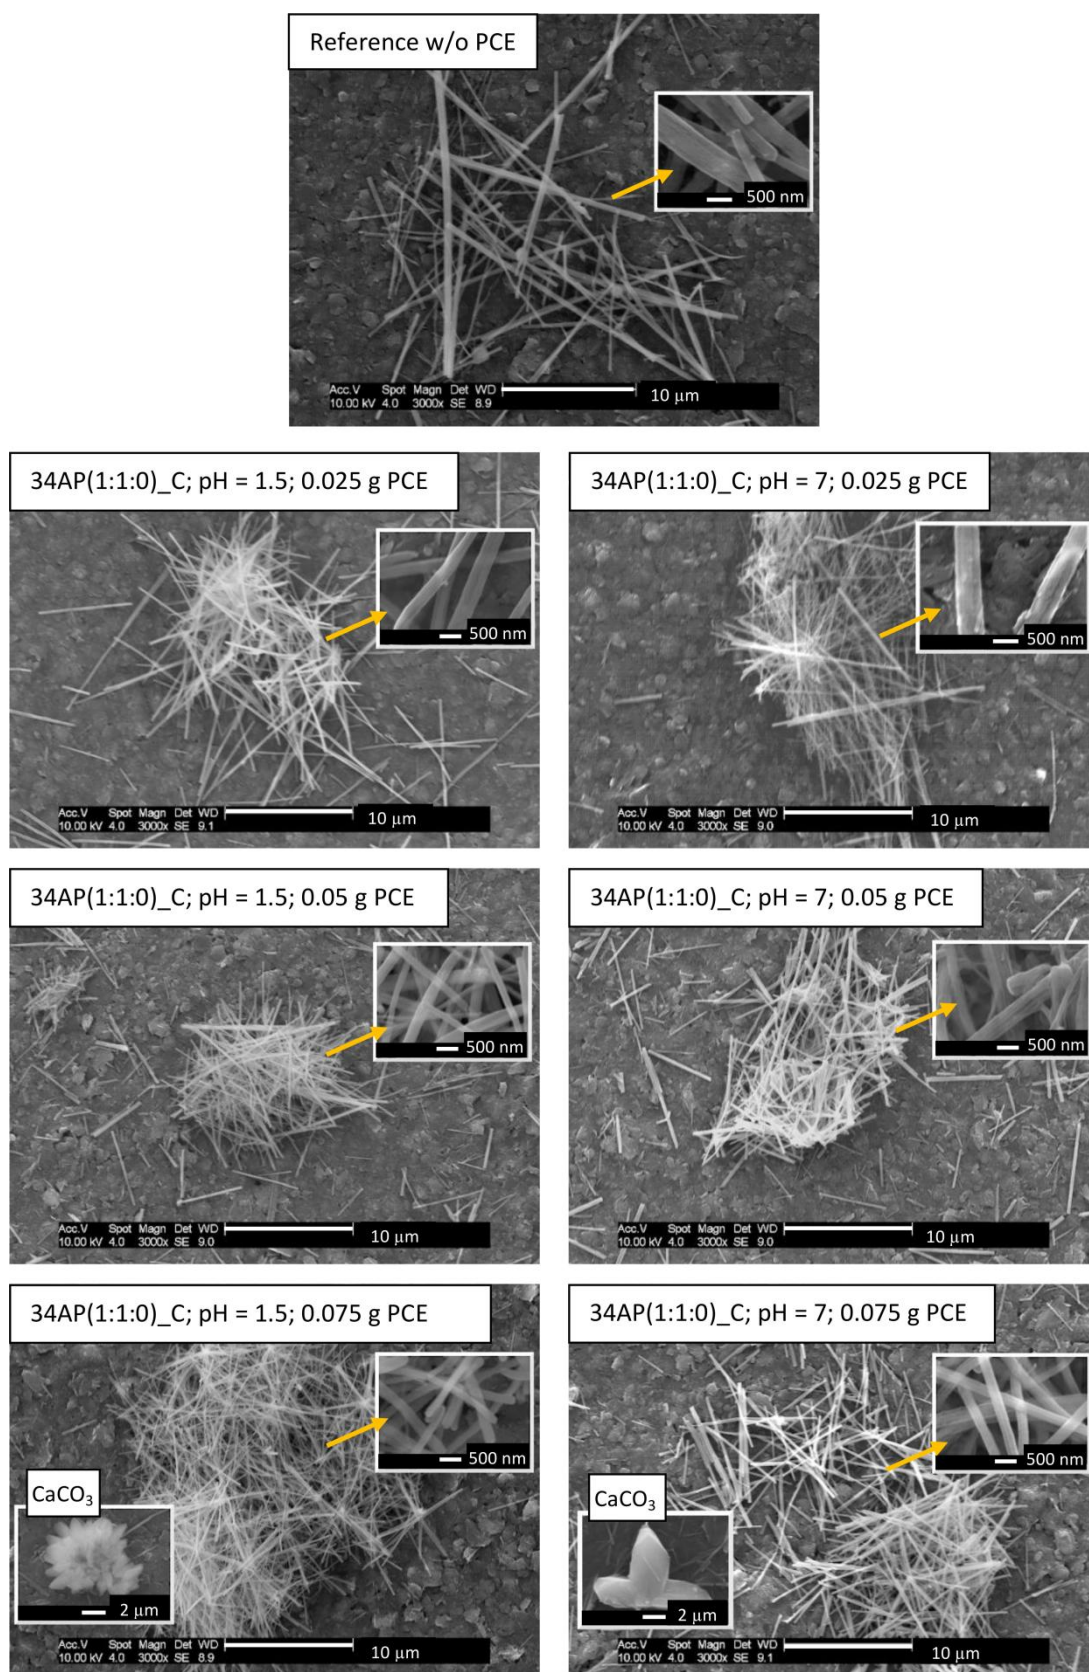 Reference w/o PCE
500 nm
Acc.V Spot Magn Det WD
10.00 kV 4.0 3000x SE 8.9
10 μm
34AP(1:1:0)_C; pH = 1.5; 0.025 g PCE
500 nm
Acc.V Spot Magn Det WD
10.00 kV 4.0 3000x SE 9.1
10 μm
34AP(1:1:0)_C; pH = 7; 0.025 g PCE
500 nm
Acc.V Spot Magn Det WD
10.00 kV 4.0 3000x SE 9.0
10 μm
34AP(1:1:0)_C; pH = 1.5; 0.05 g PCE
500 nm
Acc.V Spot Magn Det WD
10.00 kV 4.0 3000x SE 9.0
10 μm
34AP(1:1:0)_C; pH = 7; 0.05 g PCE
500 nm
Acc.V Spot Magn Det WD
10.00 kV 4.0 3000x SE 9.0
10 μm
34AP(1:1:0)_C; pH = 1.5; 0.075 g PCE
500 nm
CaCO₃
2 μm
Acc.V Spot Magn Det WD
10.00 kV 4.0 3000x SE 8.9
10 μm
34AP(1:1:0)_C; pH = 7; 0.075 g PCE
500 nm
CaCO₃
2 μm
Acc.V Spot Magn Det WD
10.00 kV 4.0 3000x SE 9.1
10 μm